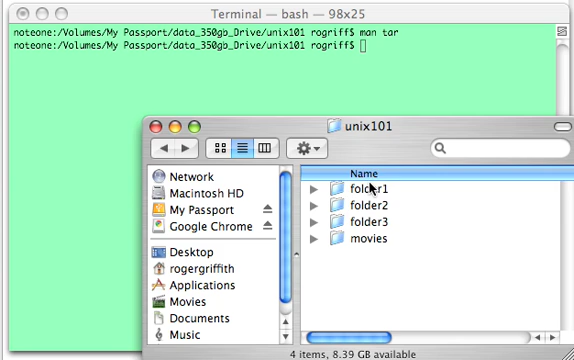 Terminal — bash — 98x25
noteone:/Volumes/My Passport/data_350gb_Drive/unix101 rogriff$ man tar
noteone:/Volumes/My Passport/data_350gb_Drive/unix101 rogriff$
unix101
Network
Macintosh HD
My Passport
Google Chrome
Desktop
rogergriffith
Applications
Movies
Documents
Music
Name
folder1
folder2
folder3
movies
4 items, 8.39 GB available